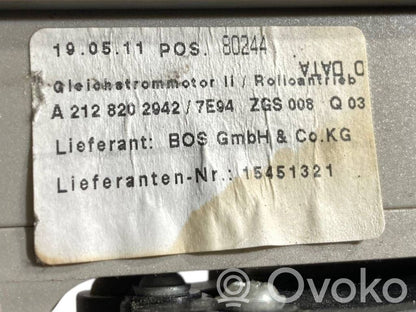 19.05.11 POS. 80244
D DATA
Gleichstrommotor II / Rolloantrieb
A 212 820 2942 / 7E94 ZGS 008 Q 03
Lieferant: BOS GmbH & Co.KG
Lieferanten-Nr.: 15451321
Ovoko